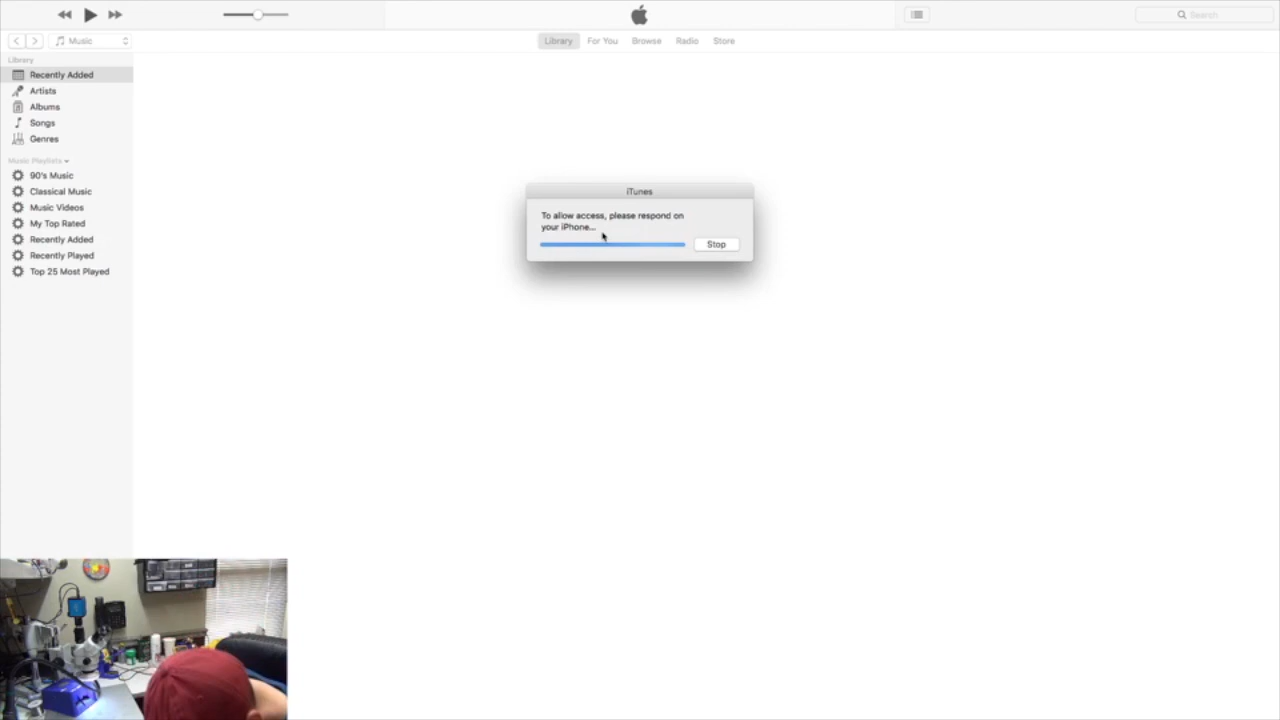 Search
Music
Library
For You
Browse
Radio
Store
Library
Recently Added
Artists
Albums
Songs
Genres
Music Playlists
90's Music
Classical Music
Music Videos
My Top Rated
Recently Added
Recently Played
Top 25 Most Played
iTunes
To allow access, please respond on
your iPhone...
Stop